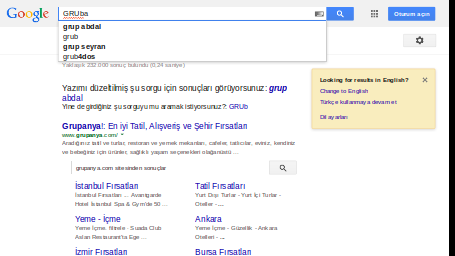 Google
GRUba
Oturum açın
grup abdal
grub
grup seyran
grub4dos
Yaklaşık 232.000 sonuç bulundu (0,24 saniye)
Yazımı düzeltilmiş şu sorgu için sonuçları görüyorsunuz: grup
abdal
Yine de girdiğiniz şu sorguyu mu aramak istiyorsunuz?: GRUb
Looking for results in English?
Change to English
Türkçe kullanmaya devam et
Dil ayarları
Grupanya!: En iyi Tatil, Alışveriş ve Şehir Fırsatları
www.grupanya.com/
Aradığınız tatil ve turlar, restoran ve yemek mekanları, cafeler, tatlıcılar, eviniz, kendiniz
ve bebeğiniz için ürünler, sağlıklı yaşam seçenekleri olağanüstü ...
grupanya.com sitesinden sonuçlar
İstanbul Fırsatları
İstanbul Fırsatları ... Avantgarde
Hotel İstanbul Spa & Gym'de 50 ...
Tatil Fırsatları
Yurt Dışı Turlar - Yurt İçi Turlar -
Oteller - ...
Yeme - İçme
Yeme İçme. filtrele - Suada Club
Asian Restaurant'ta Ege ...
Ankara
Yeme İçme - Güzellik - Ankara
Otelleri - ...
İzmir Fırsatları
Bursa Fırsatları